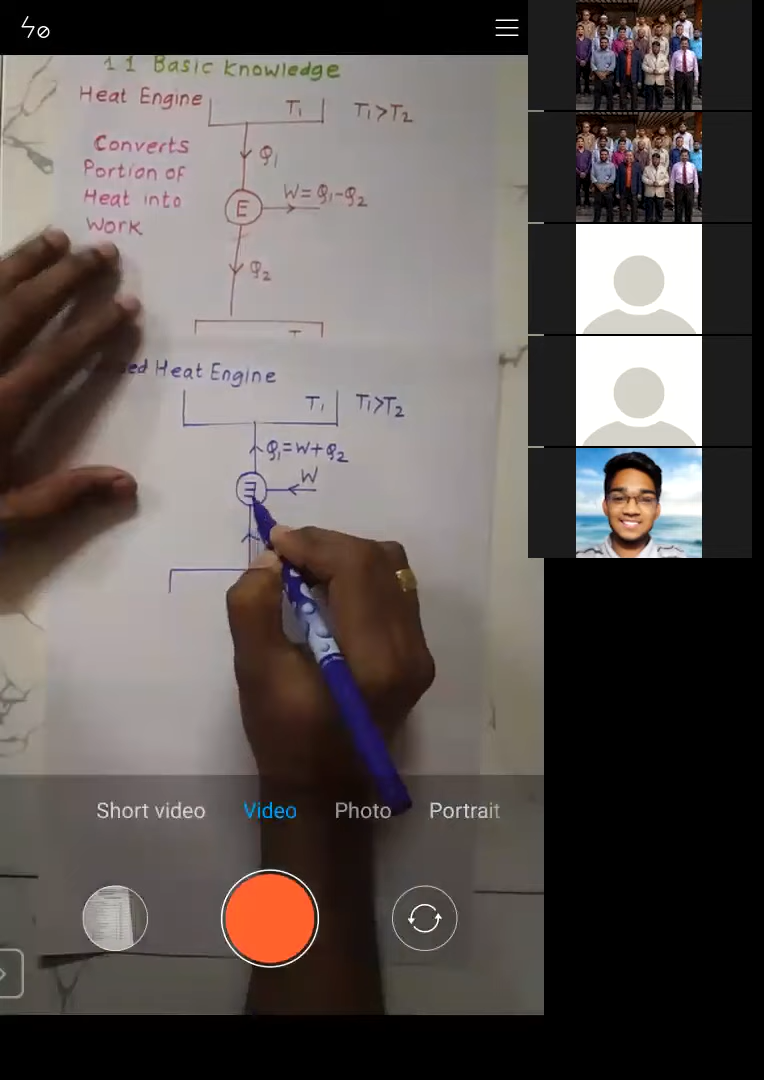 1 1 Basic Knowledge
Heat Engine
T1
T1>T2
Converts
Portion of
Heat into
Work
Q1
E
W=Q1-Q2
Q2
Heat Engine
T1
T1>T2
Q1=W+Q2
W
E
Short video
Video
Photo
Portrait